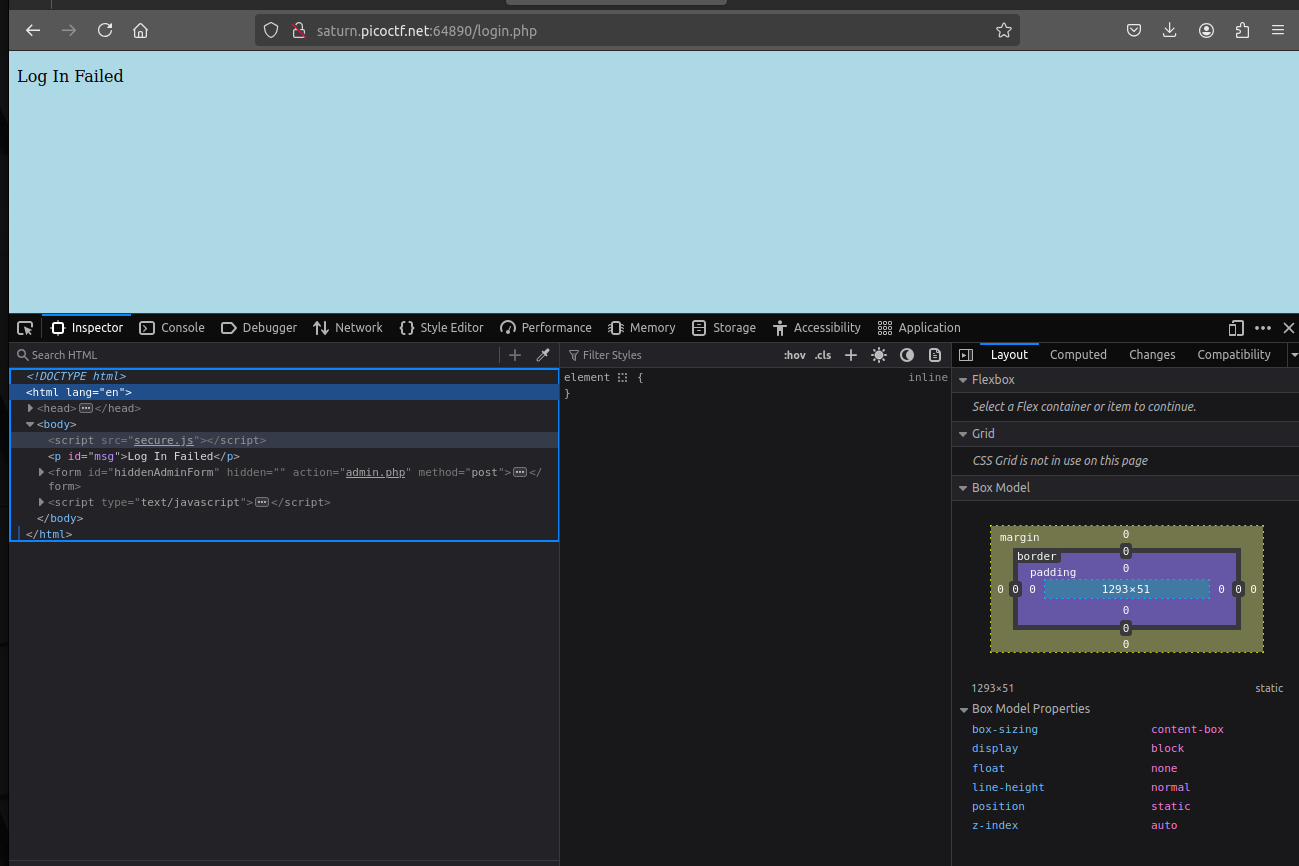 saturn.picoctf.net:64890/login.php
Log In Failed
Inspector Console Debugger Network {} Style Editor Performance Memory Storage Accessibility Application
Search HTML
Filter Styles :hov .cls
Layout Computed Changes Compatibility
<!DOCTYPE html>
<html lang="en">
<head>...</head>
<body>
<script src="secure.js"></script>
<p id="msg">Log In Failed</p>
<form id="hiddenAdminForm" hidden="" action="admin.php" method="post">...</
form>
<script type="text/javascript">...</script>
</body>
</html>
element { inline
}
Flexbox
Select a Flex container or item to continue.
Grid
CSS Grid is not in use on this page
Box Model
margin 0
border 0
padding 0
0 0 0 1293×51 0 0 0
0
0
0
1293×51 static
Box Model Properties
box-sizing content-box
display block
float none
line-height normal
position static
z-index auto